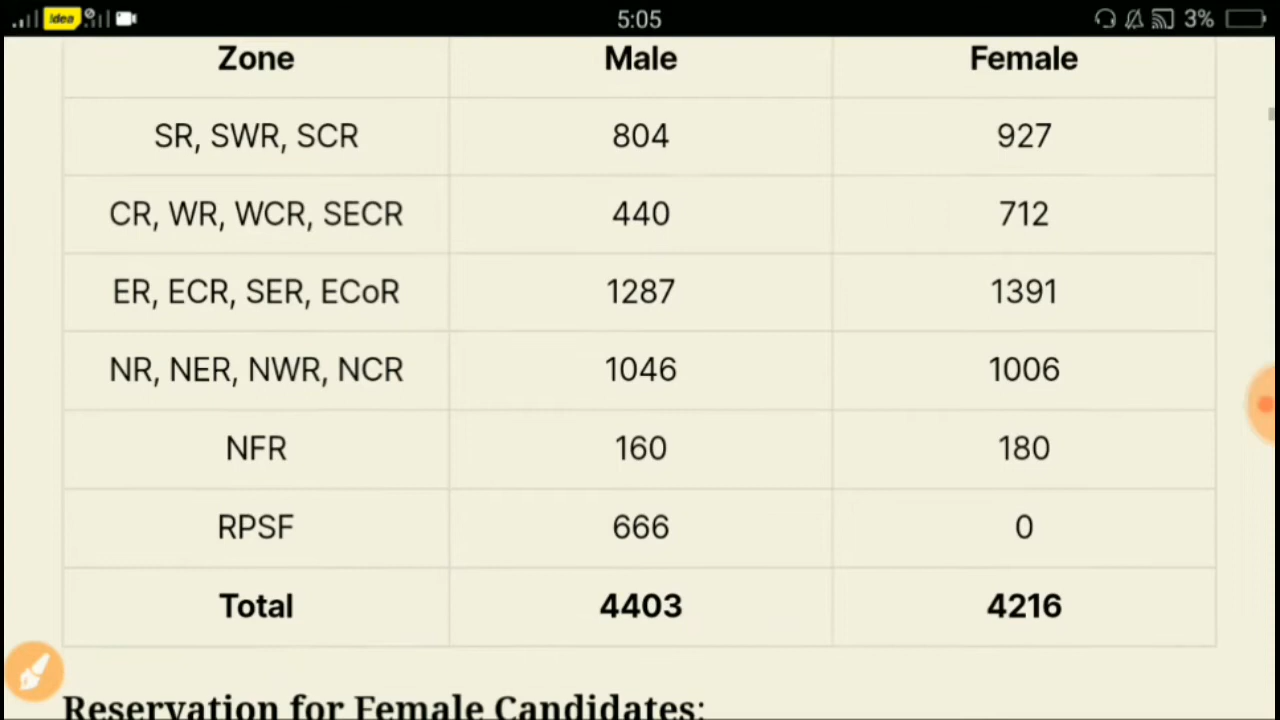 idea 5:05 3%
Zone Male Female
SR, SWR, SCR 804 927
CR, WR, WCR, SECR 440 712
ER, ECR, SER, ECoR 1287 1391
NR, NER, NWR, NCR 1046 1006
NFR 160 180
RPSF 666 0
Total 4403 4216
Reservation for Female Candidates: